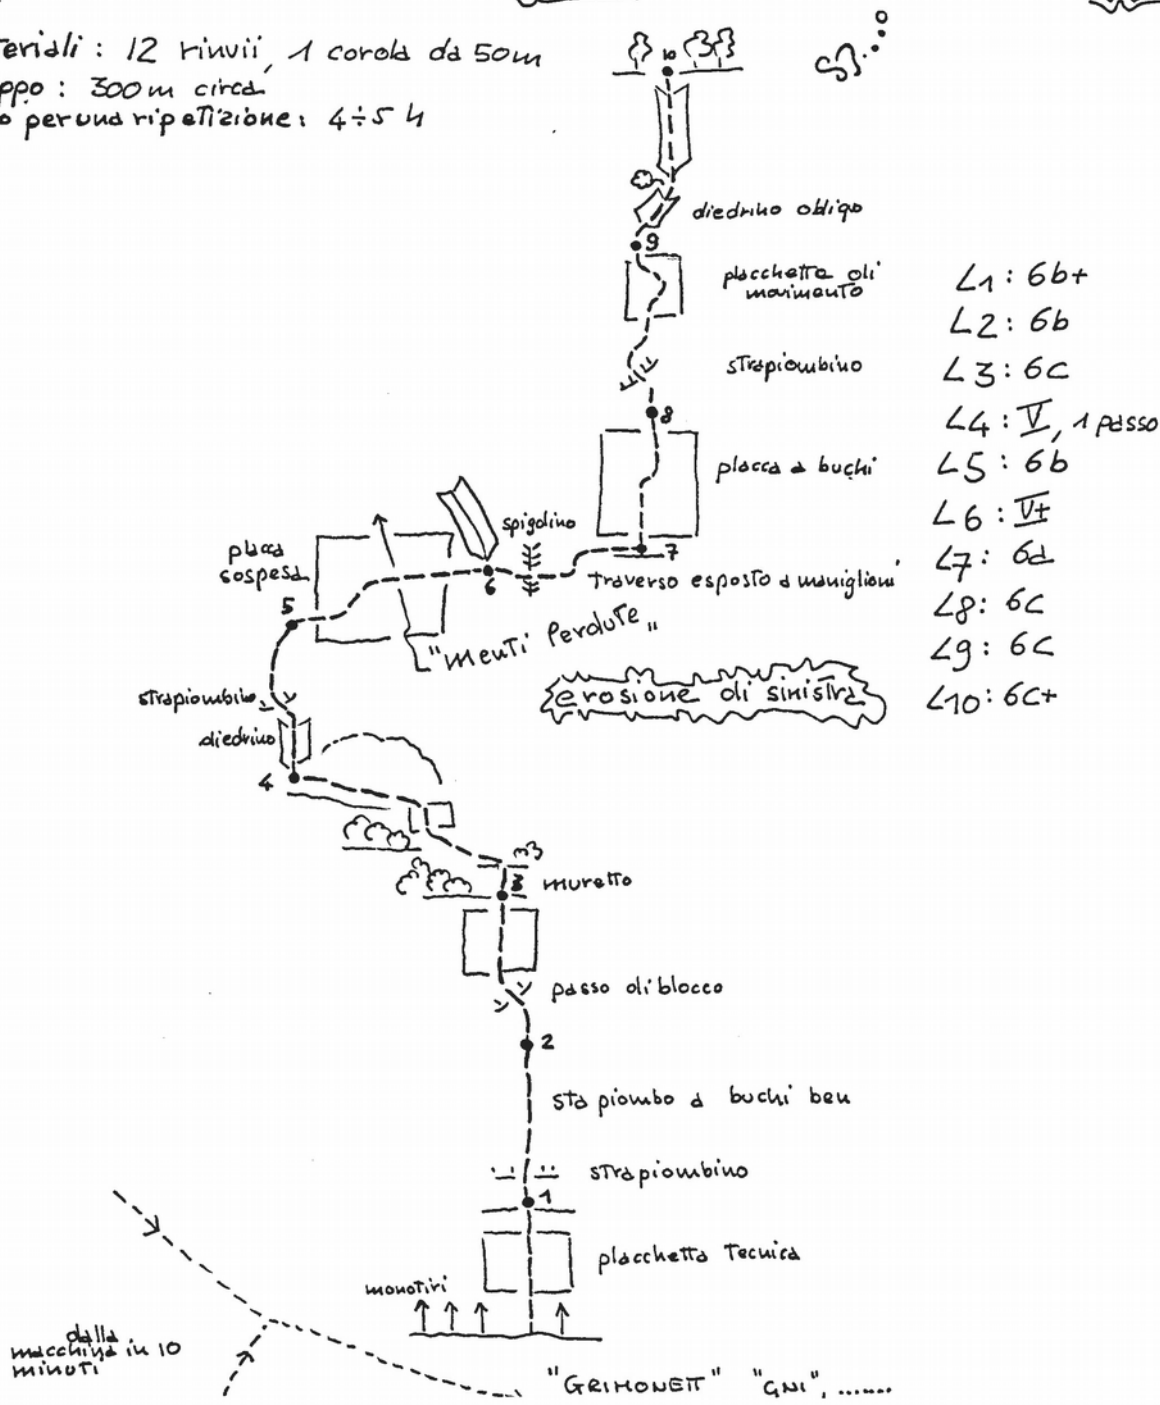 teriali : 12 rinvii, 1 corda da 50m
ppo : 300 m circa
o per una ripetizione: 4÷5 h
10
diedrino obliqo
9
placchetta di
movimento
strapiombino
8
placca a buchi
L1 : 6b+
L2 : 6b
L3 : 6c
L4 : V, 1 passo
L5 : 6b
L6 : V+
L7 : 6a
L8 : 6c
L9 : 6c
L10 : 6c+
spigolino
placca
sospesa
7
6
traverso esposto a maniglioni
5
"menti perdute"
erosione di sinistra
strapiombino
diedrino
4
3
muretto
passo di blocco
2
sta piombo a buchi ben
strapiombino
1
placchetta Tecnica
monotiri
dalla
macchina in 10
minuti
"GRIMONETT" "GNI", .......